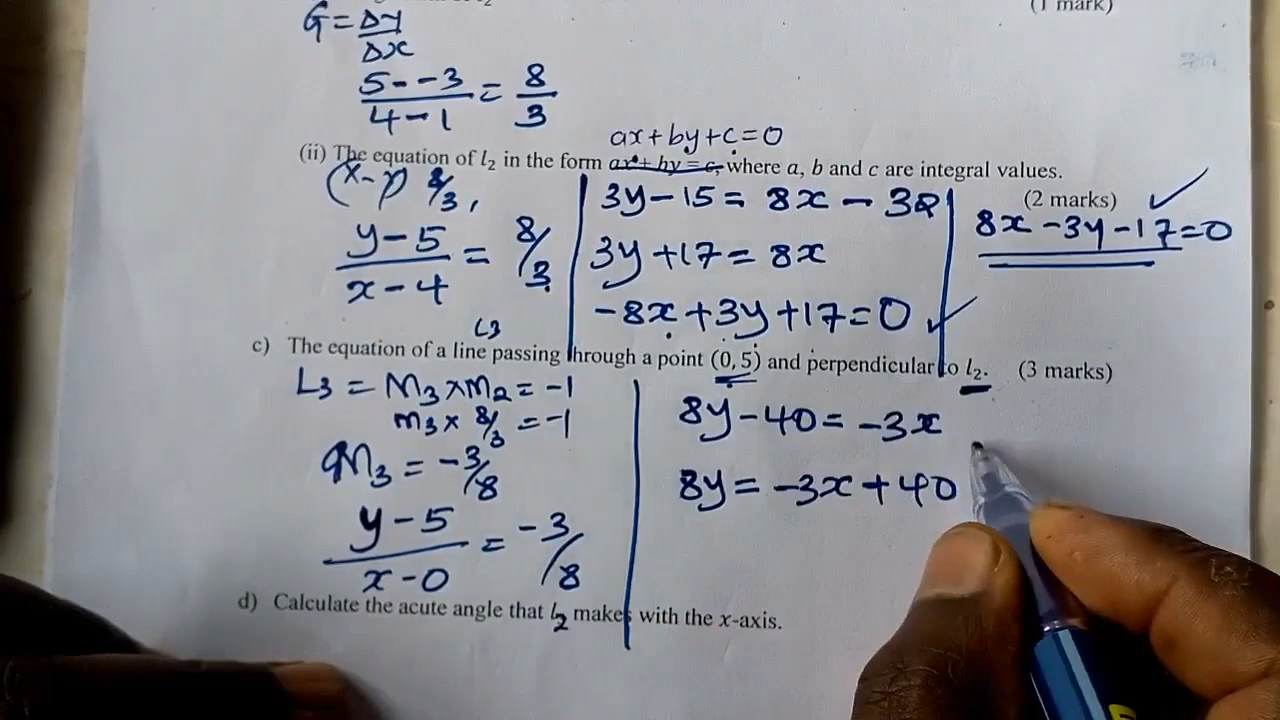 (1 mark)
G = Δy/Δx
5 - -3 / 4 - 1 = 8/3
ax + by + c = 0
(ii) The equation of l₂ in the form ax + by = c, where a, b and c are integral values.
(2 marks)
8/3,
y - 5 / x - 4 = 8/3
3y - 15 = 8x - 32
3y + 17 = 8x
-8x + 3y + 17 = 0 ✓
8x - 3y - 17 = 0 ✓
L3
c) The equation of a line passing through a point (0, 5) and perpendicular to l₂. (3 marks)
L3 = M₃ × M₂ = -1
m₃ × 8/3 = -1
M₃ = -3/8
y - 5 / x - 0 = -3/8
8y - 40 = -3x
8y = -3x + 40
d) Calculate the acute angle that l₂ makes with the x-axis.